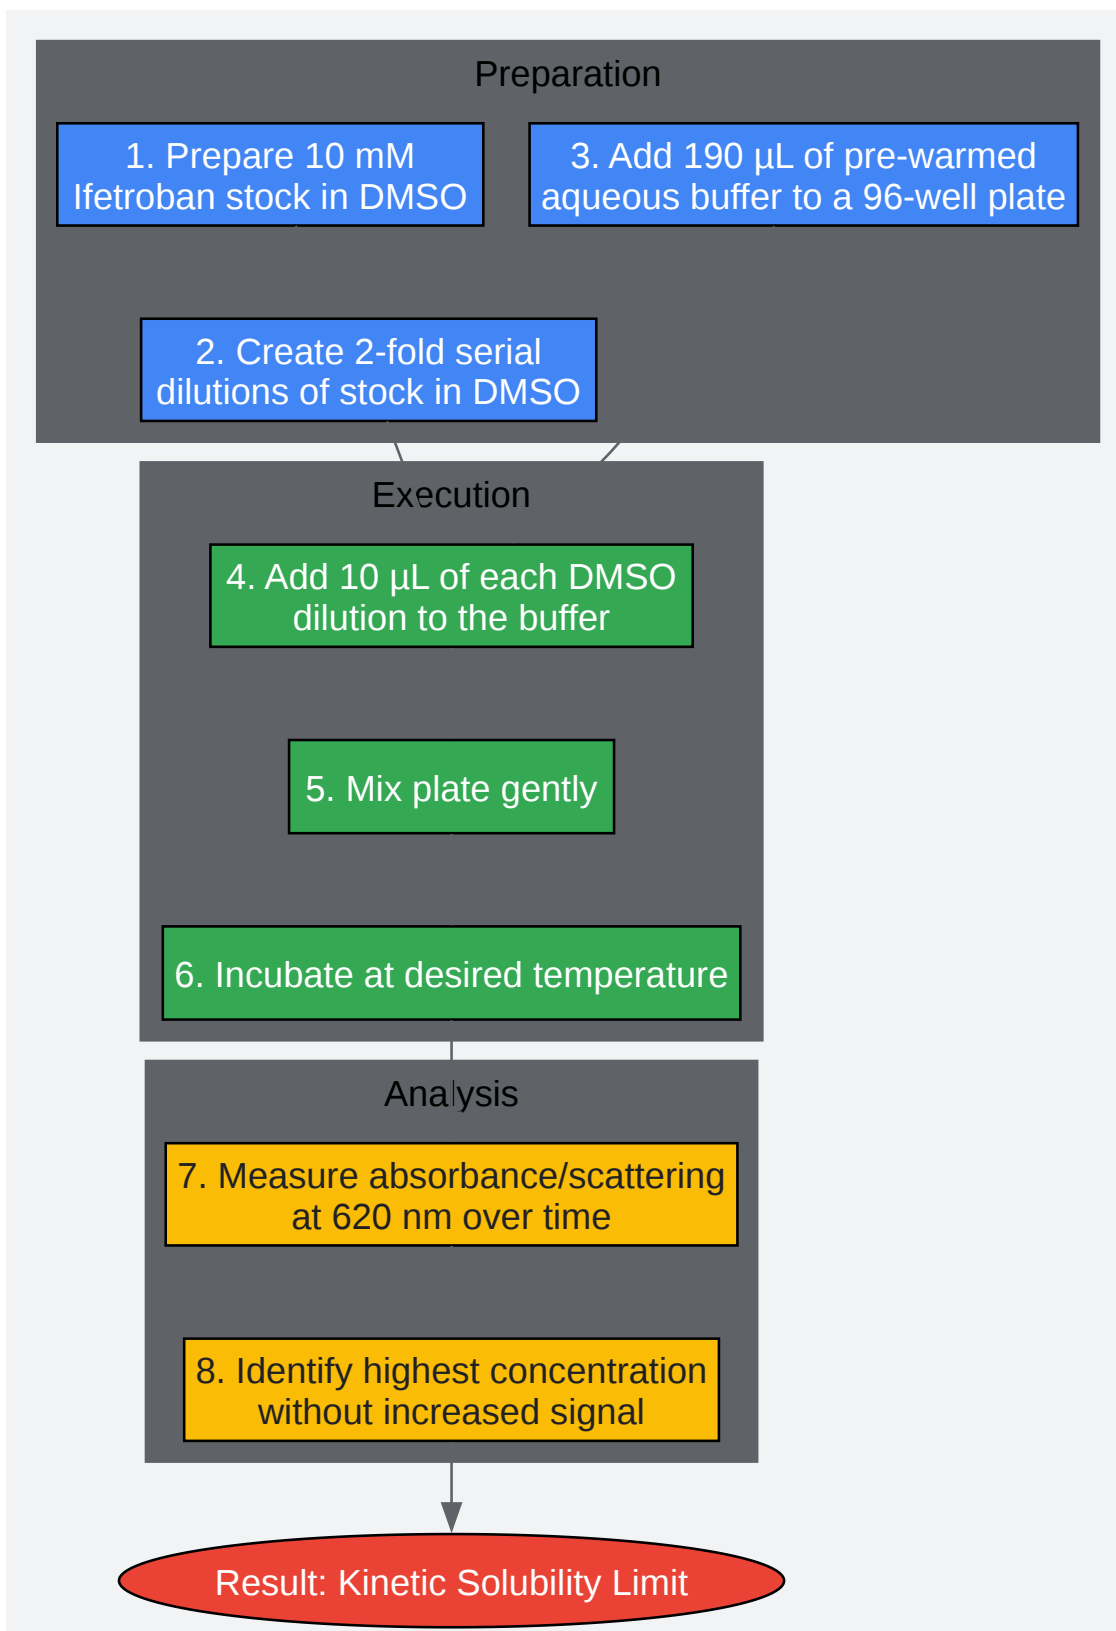 Preparation
1. Prepare 10 mM
Ifetroban stock in DMSO
3. Add 190 µL of pre-warmed
aqueous buffer to a 96-well plate
2. Create 2-fold serial
dilutions of stock in DMSO
Execution
4. Add 10 µL of each DMSO
dilution to the buffer
5. Mix plate gently
6. Incubate at desired temperature
Analysis
7. Measure absorbance/scattering
at 620 nm over time
8. Identify highest concentration
without increased signal
Result: Kinetic Solubility Limit